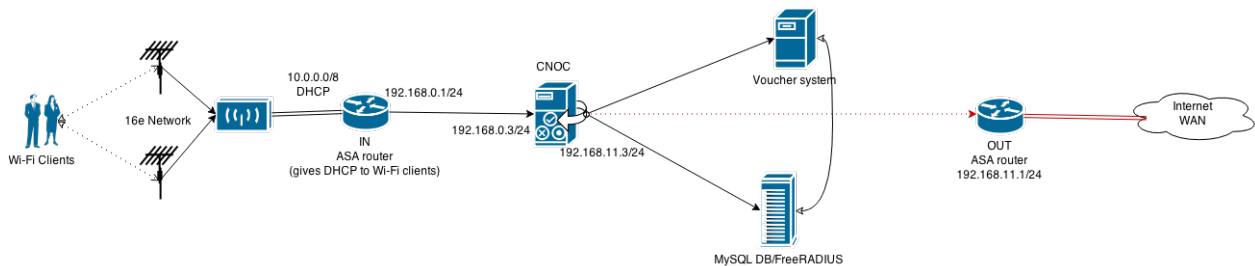 Wi-Fi Clients
16e Network
10.0.0.0/8
DHCP
192.168.0.1/24
IN
ASA router
(gives DHCP to Wi-Fi clients)
CNOC
192.168.0.3/24
192.168.11.3/24
Voucher system
MySQL DB/FreeRADIUS
OUT
ASA router
192.168.11.1/24
Internet
WAN